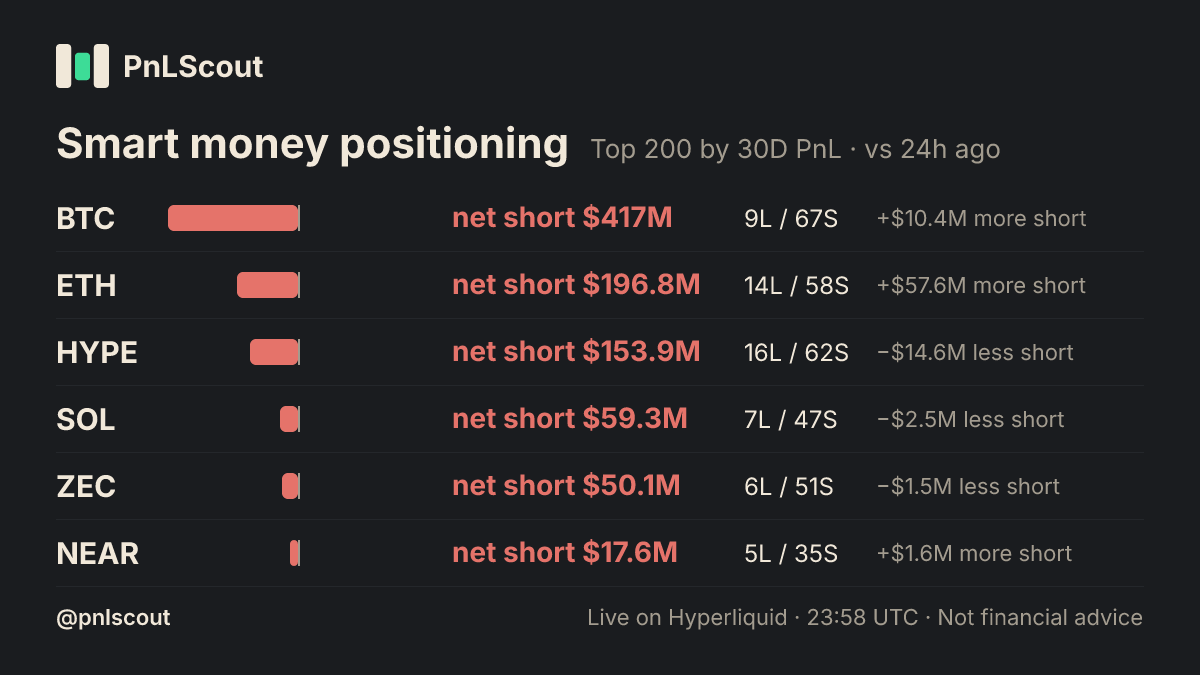 PnLScout
Smart money positioning Top 200 by 30D PnL · vs 24h ago
BTC net short $417M 9L / 67S +$10.4M more short
ETH net short $196.8M 14L / 58S +$57.6M more short
HYPE net short $153.9M 16L / 62S −$14.6M less short
SOL net short $59.3M 7L / 47S −$2.5M less short
ZEC net short $50.1M 6L / 51S −$1.5M less short
NEAR net short $17.6M 5L / 35S +$1.6M more short
@pnlscout Live on Hyperliquid · 23:58 UTC · Not financial advice